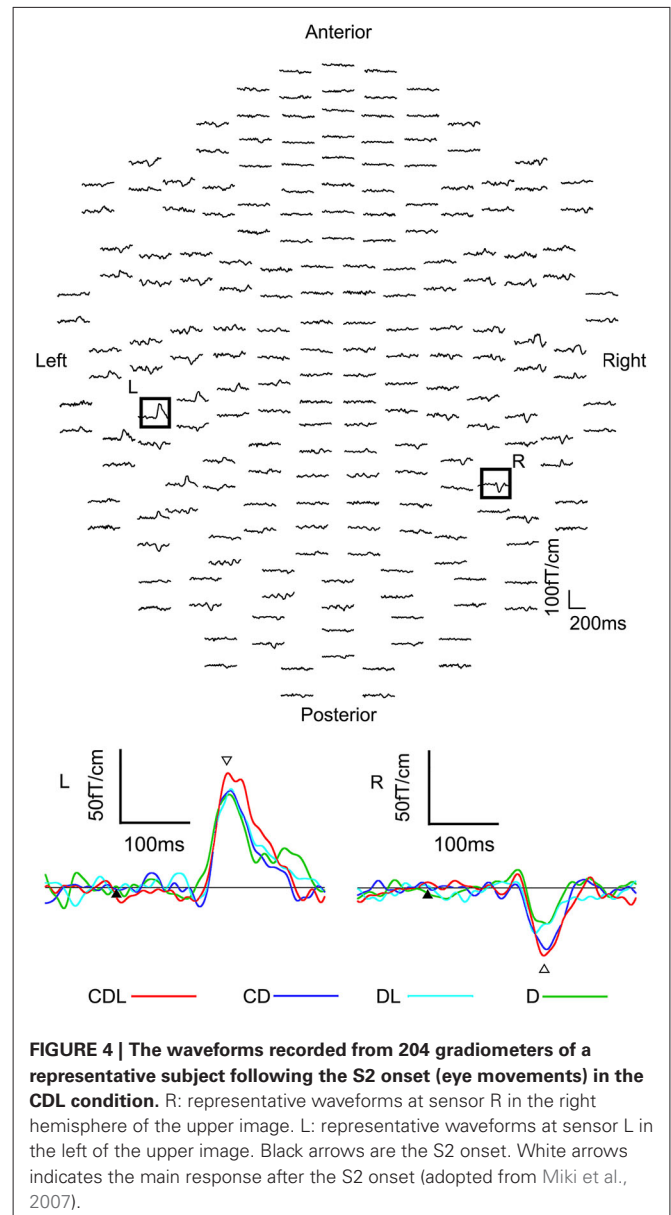 Anterior
Left
Right
L
R
100fT/cm
200ms
Posterior
L
50fT/cm
100ms
R
50fT/cm
100ms
CDL
CD
DL
D
FIGURE 4 | The waveforms recorded from 204 gradiometers of a
representative subject following the S2 onset (eye movements) in the
CDL condition. R: representative waveforms at sensor R in the right
hemisphere of the upper image. L: representative waveforms at sensor L in
the left of the upper image. Black arrows are the S2 onset. White arrows
indicates the main response after the S2 onset (adopted from Miki et al.,
2007).